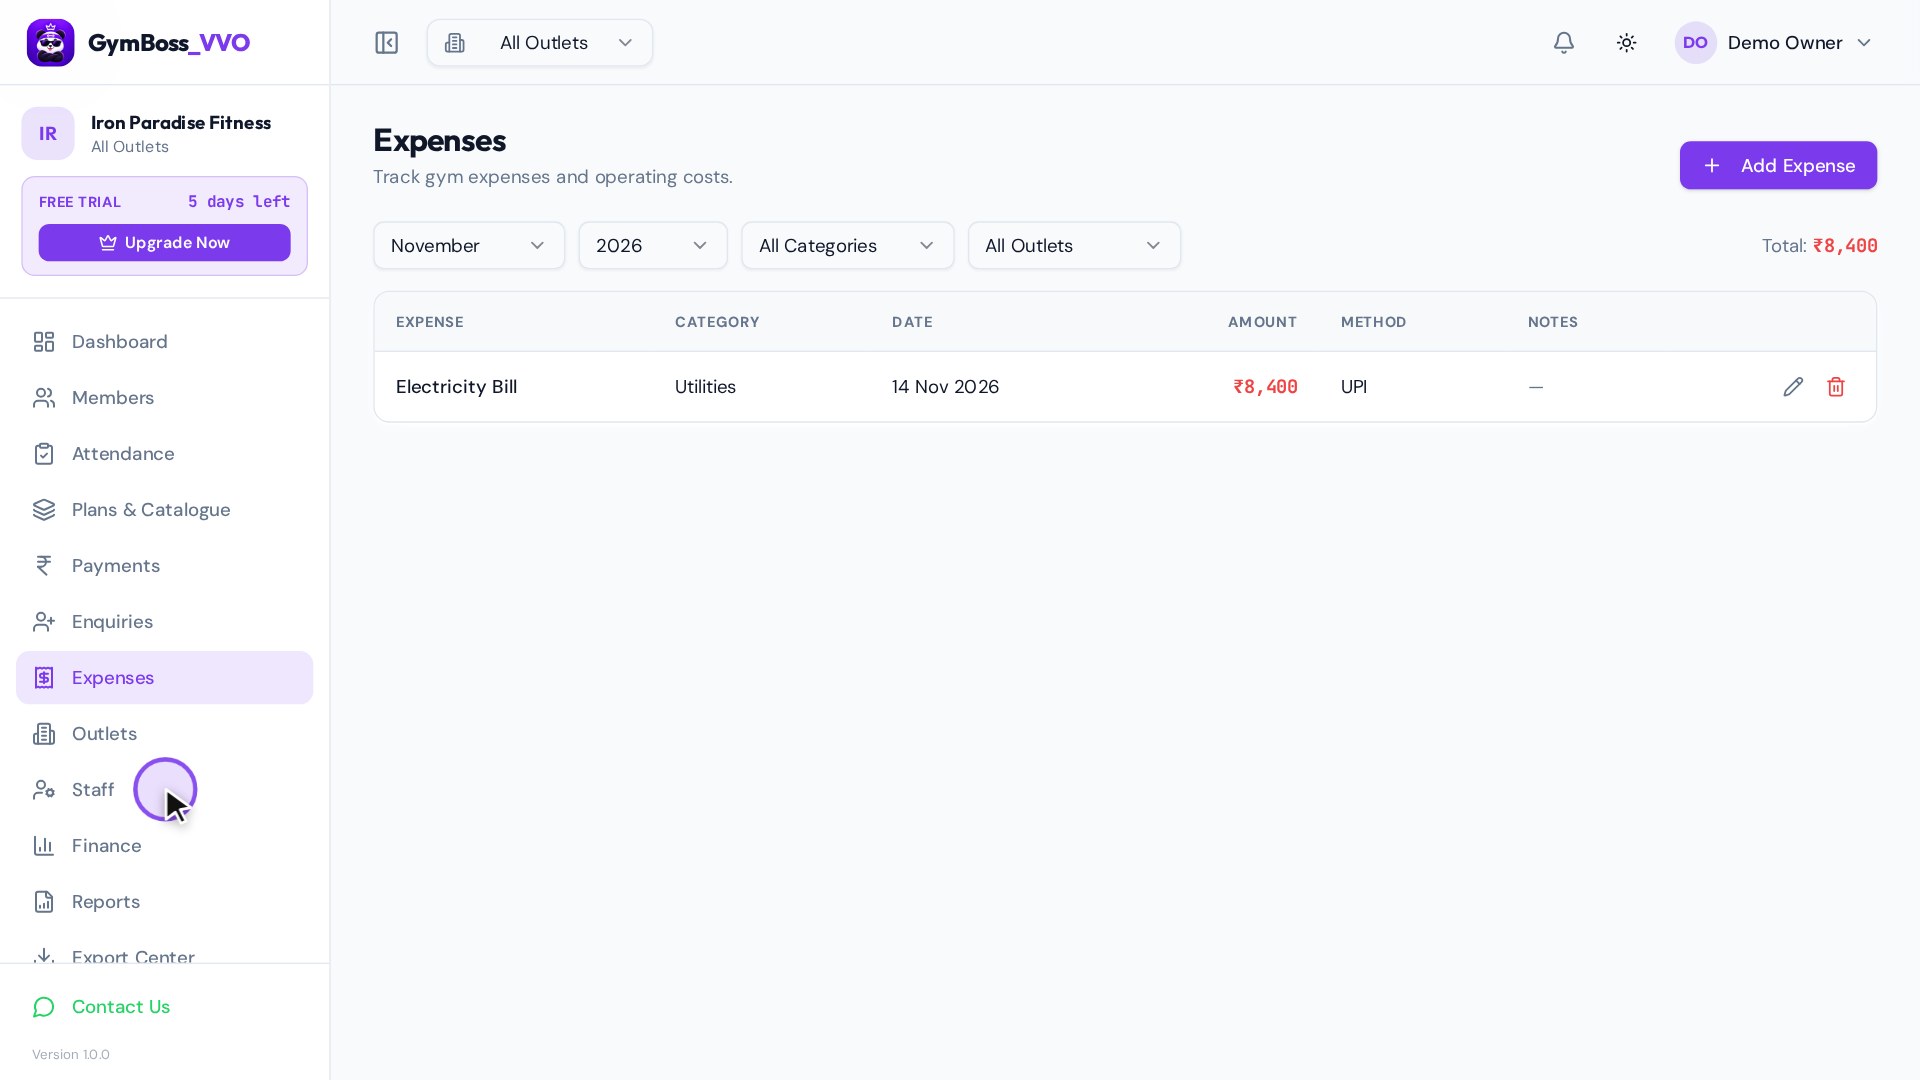 GymBoss_VVO
All Outlets
DO Demo Owner
IR
Iron Paradise Fitness
All Outlets
FREE TRIAL 5 days left
Upgrade Now
Dashboard
Members
Attendance
Plans & Catalogue
Payments
Enquiries
Expenses
Outlets
Staff
Finance
Reports
Export Center
Contact Us
Version 1.0.0
Expenses
Track gym expenses and operating costs.
Add Expense
November 2026 All Categories All Outlets Total: ₹8,400
EXPENSE CATEGORY DATE AMOUNT METHOD NOTES
Electricity Bill Utilities 14 Nov 2026 ₹8,400 UPI —